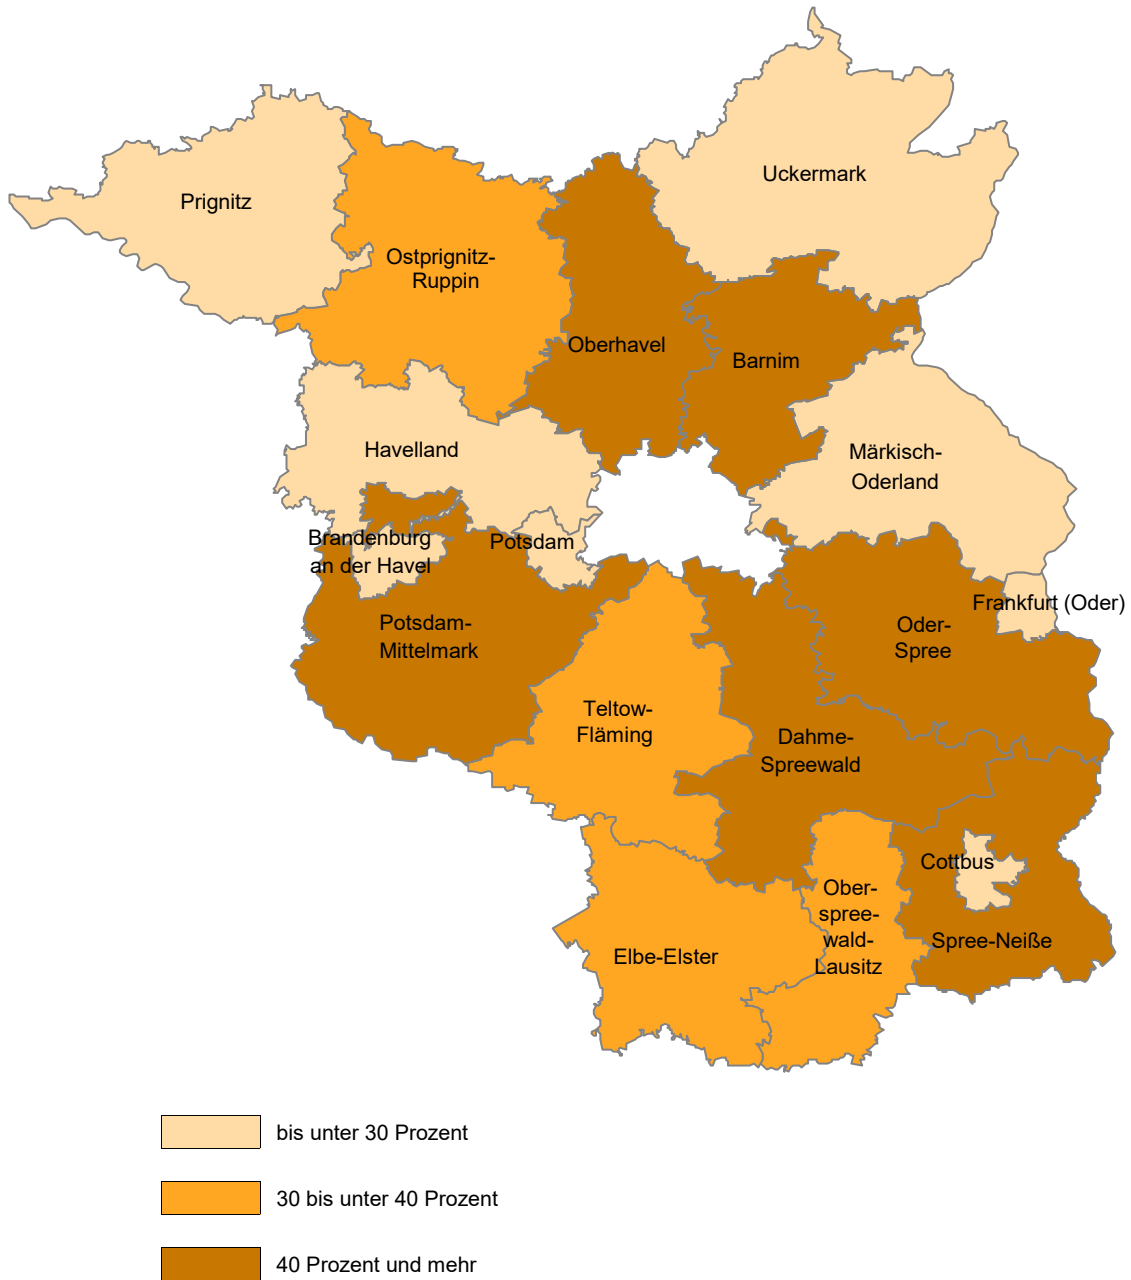 Uckermark
Prignitz
Ostprignitz-
Ruppin
Oberhavel
Barnim
Havelland
Märkisch-
Oderland
Brandenburg
an der Havel
Potsdam
Frankfurt (Oder)
Potsdam-
Mittelmark
Oder-
Spree
Teltow-
Fläming
Dahme-
Spreewald
Cottbus
Ober-
spree-
wald-
Lausitz
Spree-Neiße
Elbe-Elster
bis unter 30 Prozent
30 bis unter 40 Prozent
40 Prozent und mehr